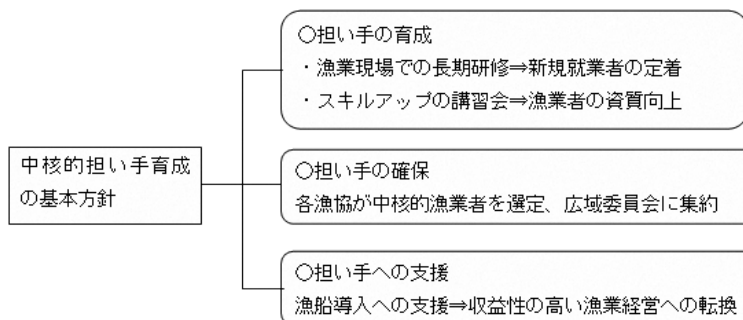 中核的担い手育成
の基本方針
○担い手の育成
・漁業現場での長期研修⇒新規就業者の定着
・スキルアップの講習会⇒漁業者の資質向上
○担い手の確保
各漁協が中核的漁業者を選定、広域委員会に集約
○担い手への支援
漁船導入への支援⇒収益性の高い漁業経営への転換